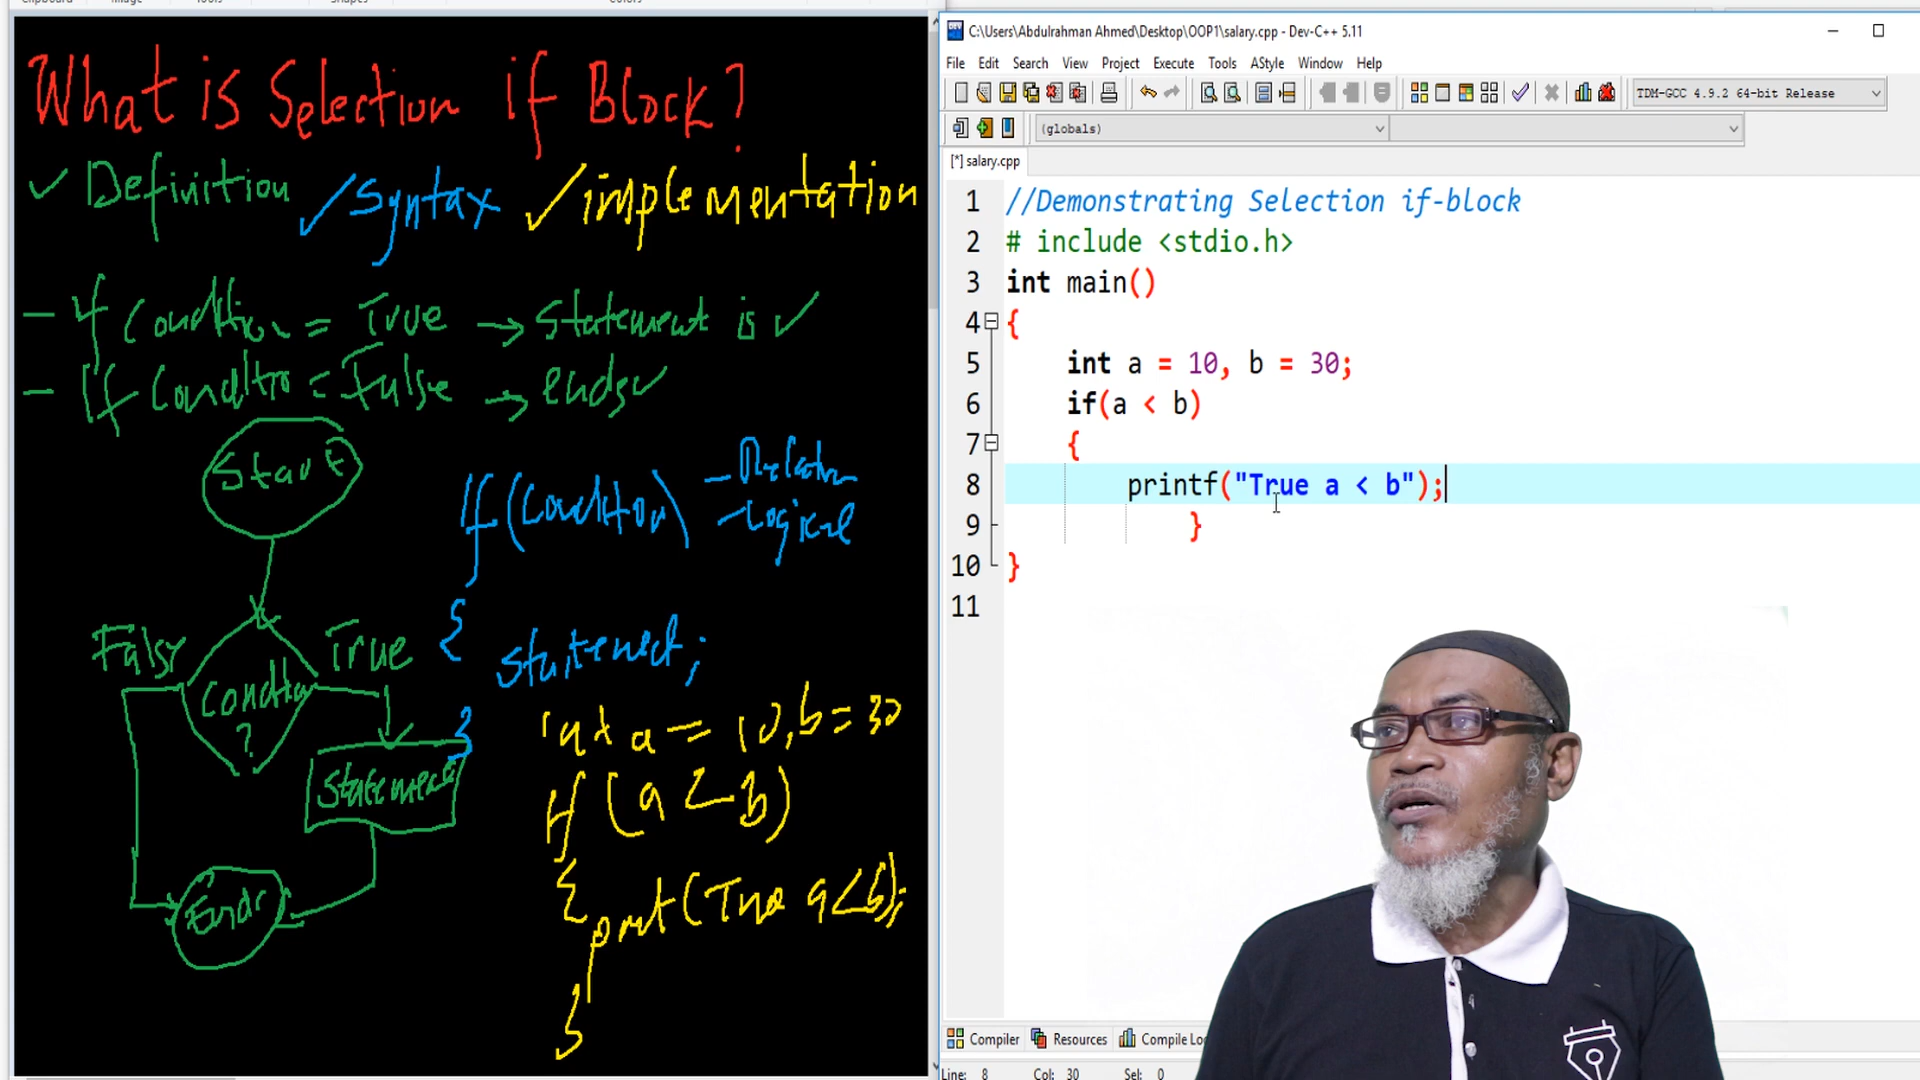 What is Selection if Block?
✓ Definition ✓ Syntax ✓ implementation
- If Condition = True → Statement is ✓
- If Conditio = False → ends ✓
Start
If (Condition) - Relation
- Logical
{
False True
Condition
?
Statement;
}
Statement
int a = 10, b = 30
if (a < b)
{
print (True a < b);
}
End
C:\Users\Abdulrahman Ahmed\Desktop\OOP1\salary.cpp - Dev-C++ 5.11
File Edit Search View Project Execute Tools AStyle Window Help
TDM-GCC 4.9.2 64-bit Release
(globals)
[*] salary.cpp
1 //Demonstrating Selection if-block
2 # include <stdio.h>
3 int main()
4 {
5 int a = 10, b = 30;
6 if(a < b)
7 {
8 printf("True a < b");
9 }
10 }
11
Compiler Resources Compile Lo
Line: 8 Col: 30 Sel: 0